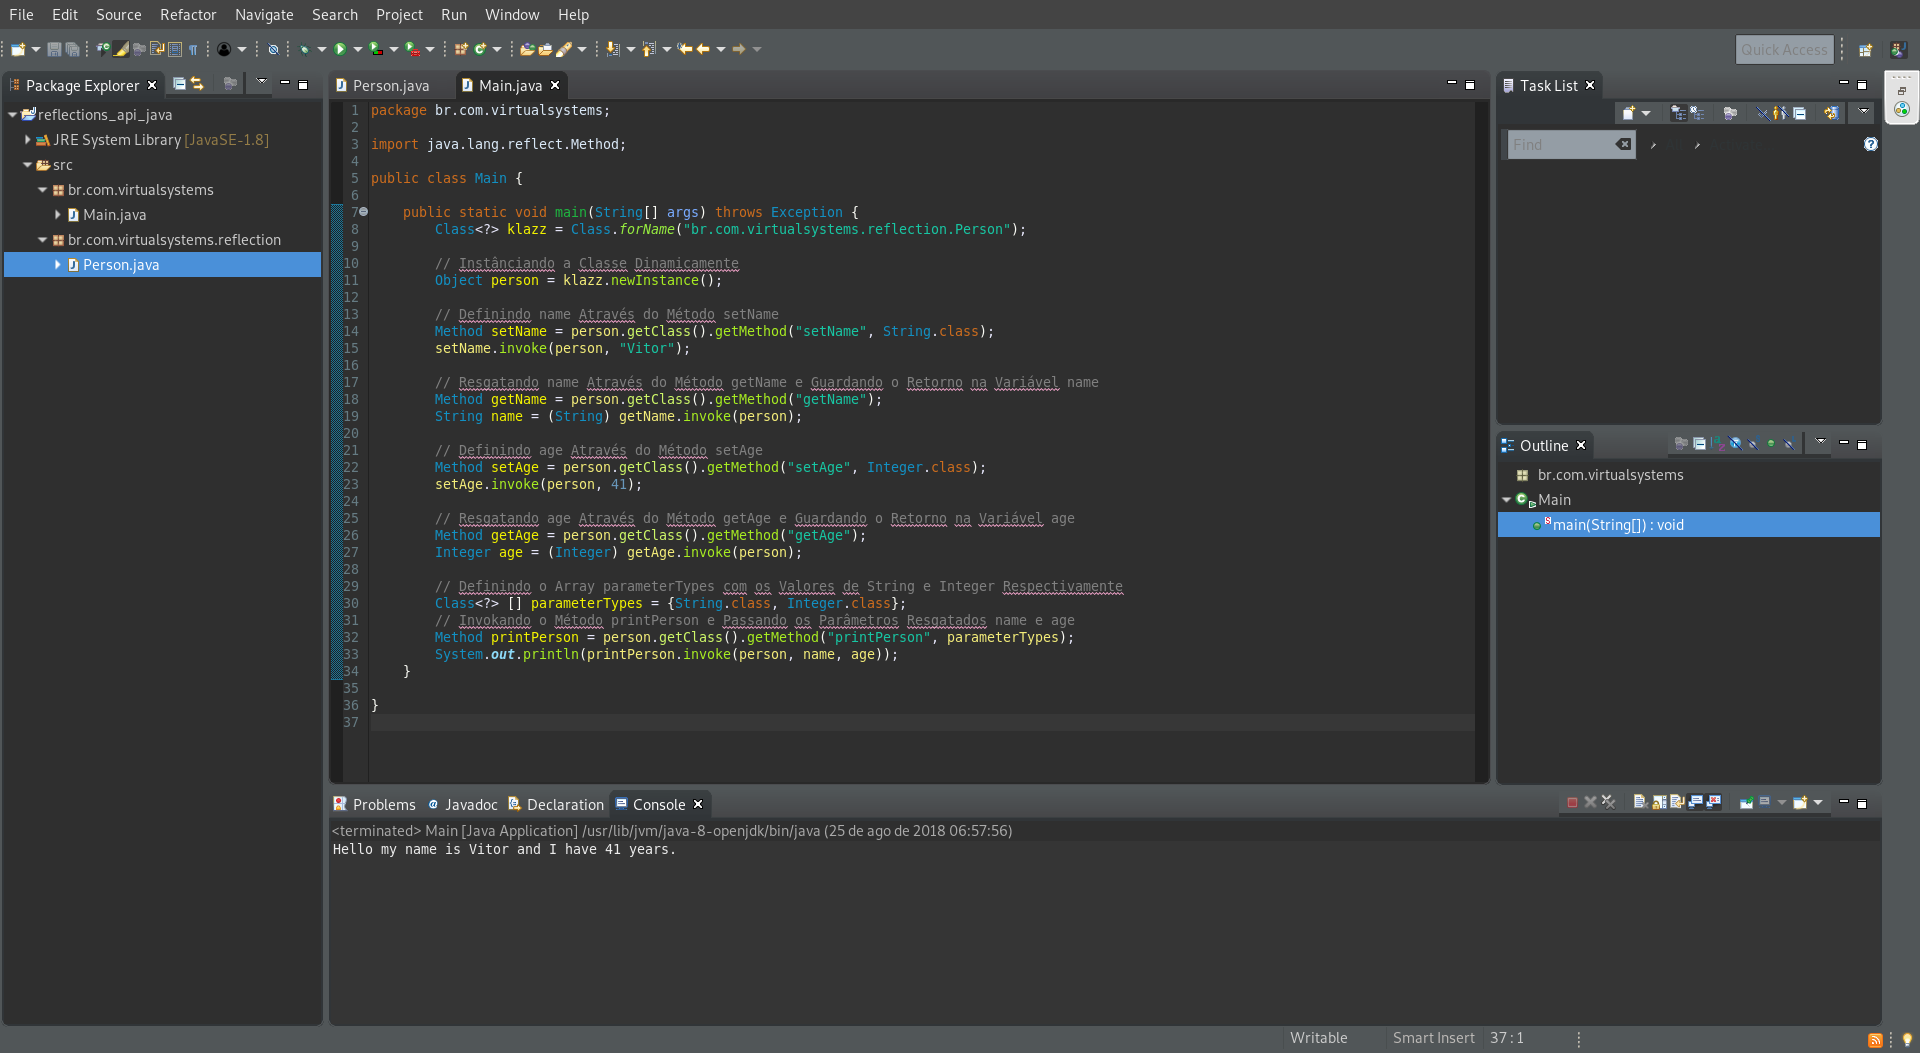 File Edit Source Refactor Navigate Search Project Run Window Help
Quick Access
Package Explorer
reflections_api_java
JRE System Library [JavaSE-1.8]
src
br.com.virtualsystems
Main.java
br.com.virtualsystems.reflection
Person.java
Person.java Main.java
1 package br.com.virtualsystems;
2
3 import java.lang.reflect.Method;
4
5 public class Main {
6
7 public static void main(String[] args) throws Exception {
8 Class<?> klazz = Class.forName("br.com.virtualsystems.reflection.Person");
9
10 // Instânciando a Classe Dinamicamente
11 Object person = klazz.newInstance();
12
13 // Definindo name Através do Método setName
14 Method setName = person.getClass().getMethod("setName", String.class);
15 setName.invoke(person, "Vitor");
16
17 // Resgatando name Através do Método getName e Guardando o Retorno na Variável name
18 Method getName = person.getClass().getMethod("getName");
19 String name = (String) getName.invoke(person);
20
21 // Definindo age Através do Método setAge
22 Method setAge = person.getClass().getMethod("setAge", Integer.class);
23 setAge.invoke(person, 41);
24
25 // Resgatando age Através do Método getAge e Guardando o Retorno na Variável age
26 Method getAge = person.getClass().getMethod("getAge");
27 Integer age = (Integer) getAge.invoke(person);
28
29 // Definindo o Array parameterTypes com os Valores de String e Integer Respectivamente
30 Class<?> [] parameterTypes = {String.class, Integer.class};
31 // Invokando o Método printPerson e Passando os Parâmetros Resgatados name e age
32 Method printPerson = person.getClass().getMethod("printPerson", parameterTypes);
33 System.out.println(printPerson.invoke(person, name, age));
34 }
35
36 }
37
Task List
Find
Outline
br.com.virtualsystems
Main
main(String[]) : void
Problems Javadoc Declaration Console
<terminated> Main [Java Application] /usr/lib/jvm/java-8-openjdk/bin/java (25 de ago de 2018 06:57:56)
Hello my name is Vitor and I have 41 years.
Writable Smart Insert 37 : 1